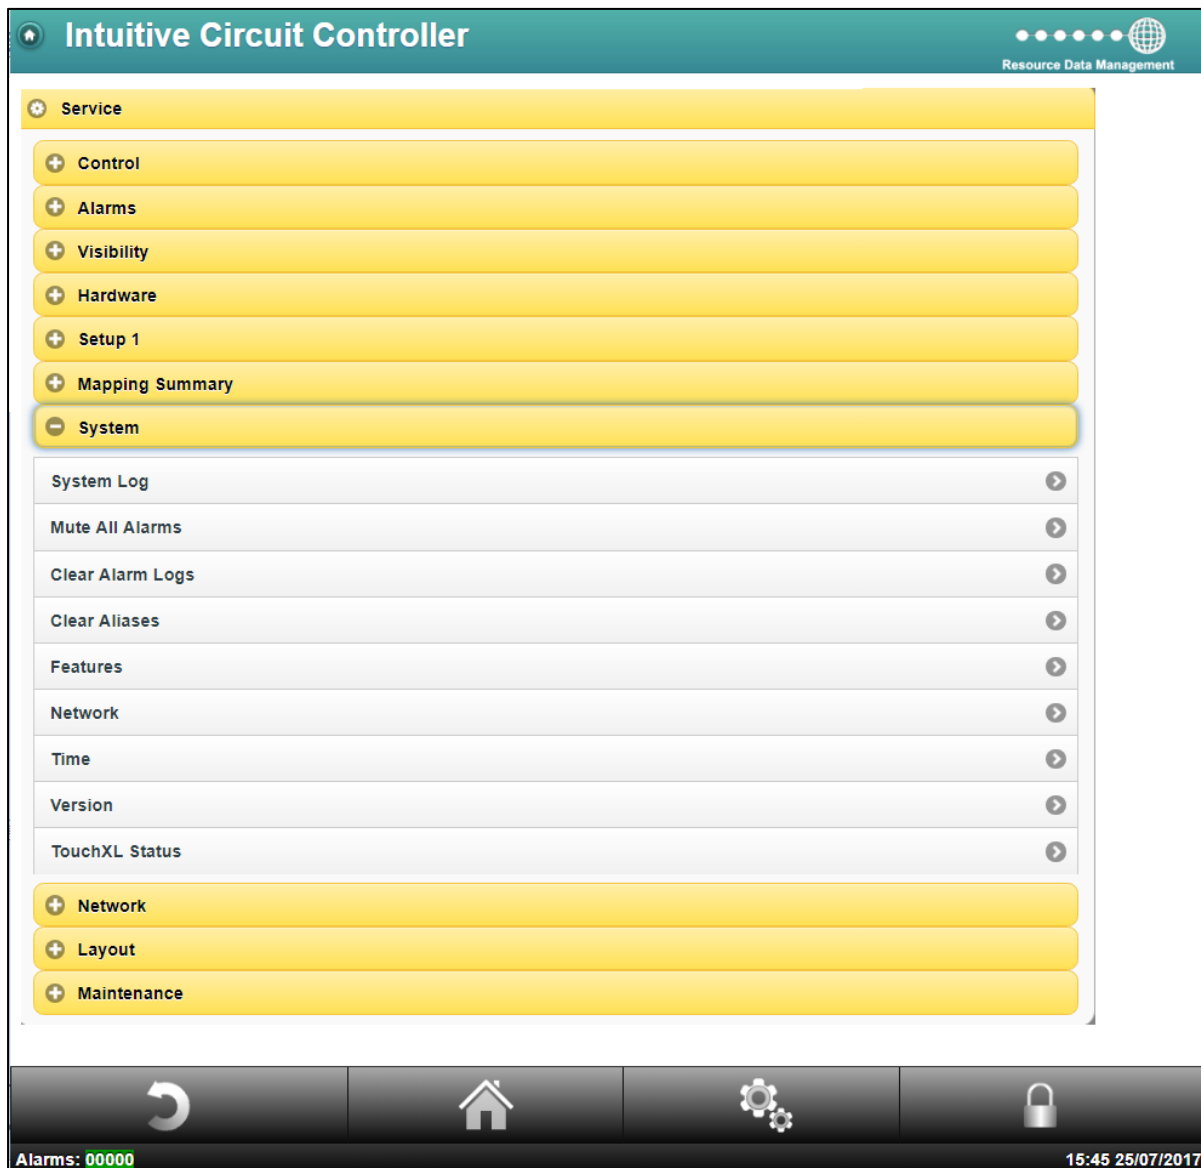 Intuitive Circuit Controller
Resource Data Management
Service
Control
Alarms
Visibility
Hardware
Setup 1
Mapping Summary
System
System Log
Mute All Alarms
Clear Alarm Logs
Clear Aliases
Features
Network
Time
Version
TouchXL Status
Network
Layout
Maintenance
Alarms: 00000
15:45 25/07/2017